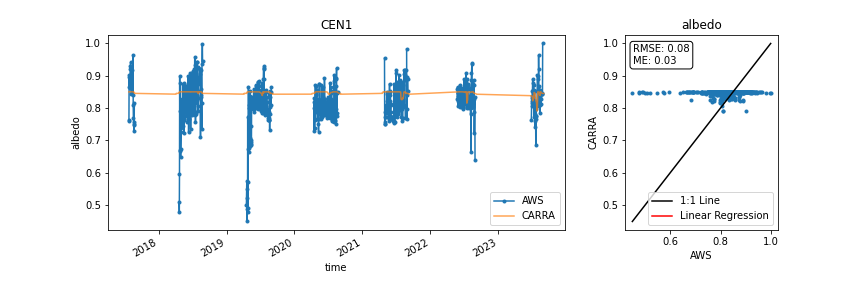 CEN1
albedo
1.0
0.9
0.8
0.7
0.6
0.5
albedo
2018
2019
2020
2021
2022
2023
time
AWS
CARRA
albedo
RMSE: 0.08
ME: 0.03
1.0
0.9
0.8
0.7
0.6
0.5
CARRA
0.6
0.8
1.0
AWS
1:1 Line
Linear Regression